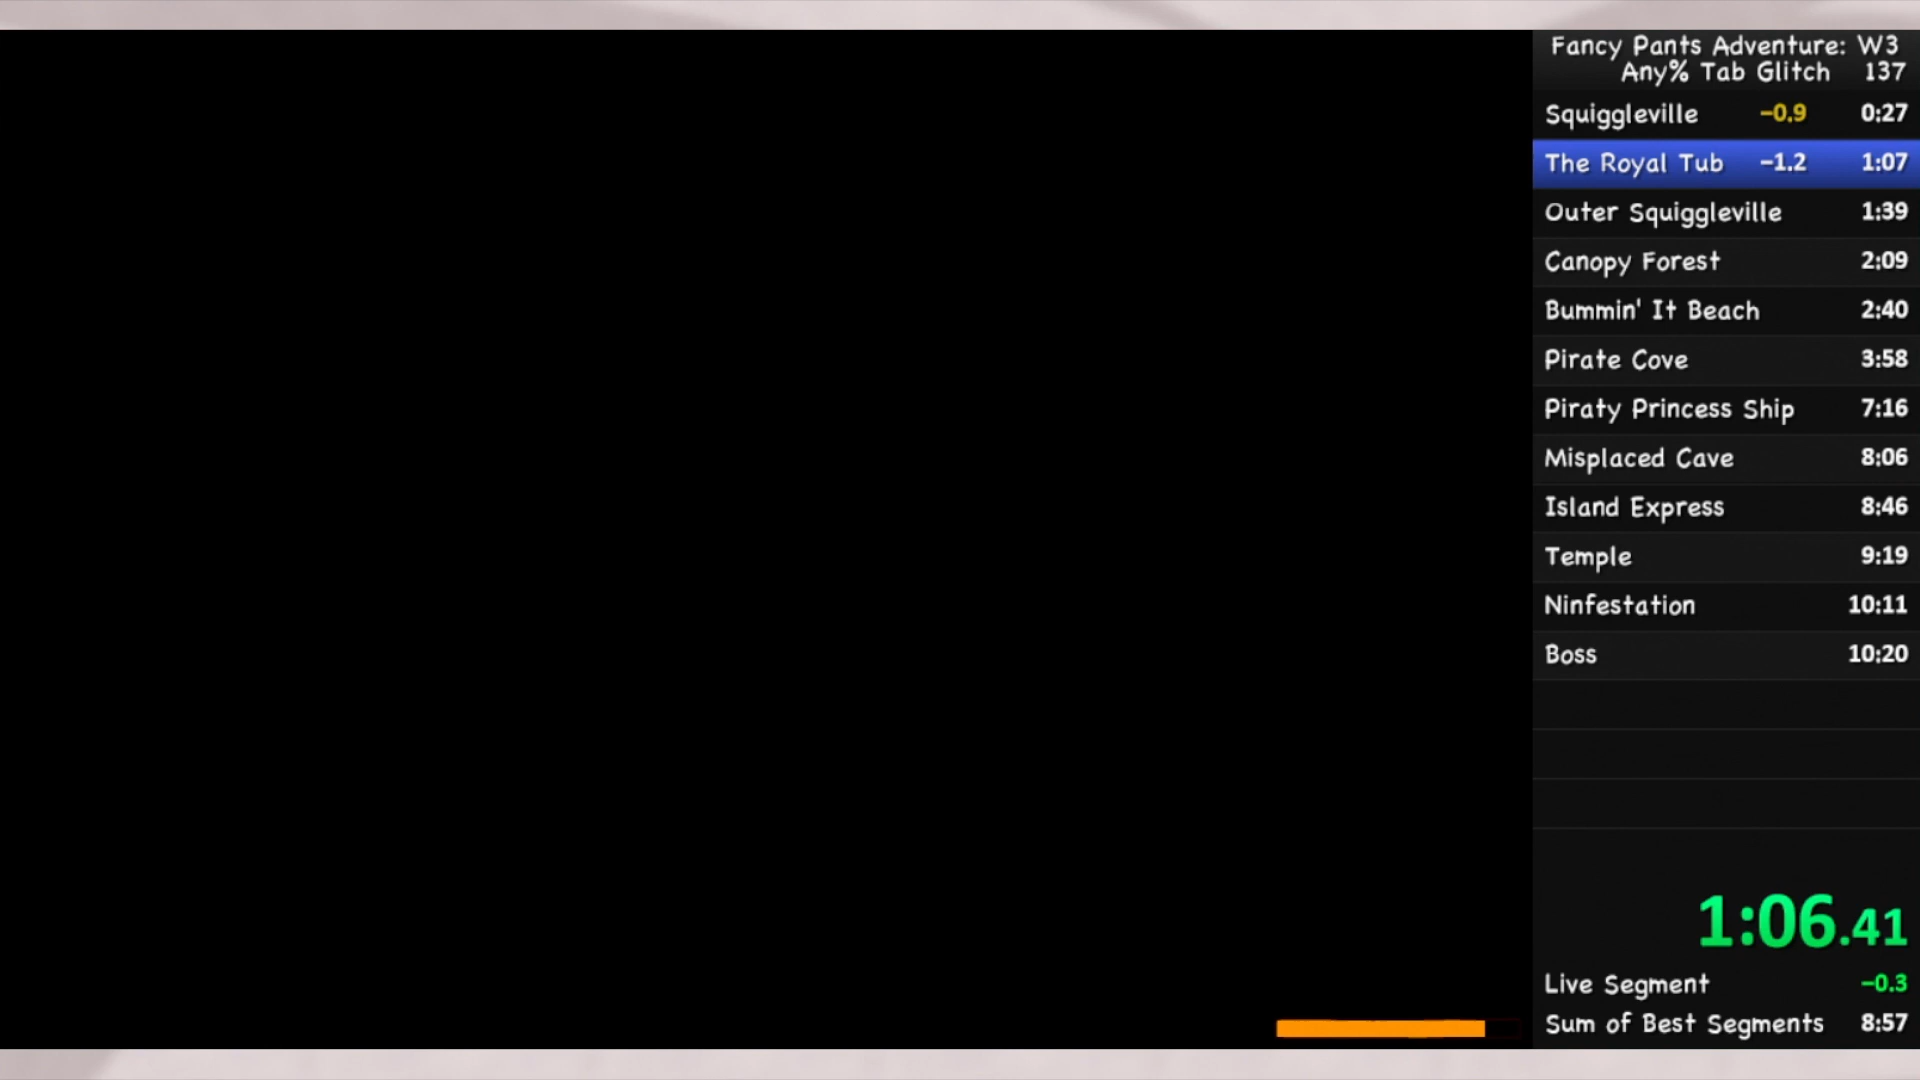 Fancy Pants Adventure: W3
Any% Tab Glitch 137
Squiggleville -0.9 0:27
The Royal Tub -1.2 1:07
Outer Squiggleville 1:39
Canopy Forest 2:09
Bummin' It Beach 2:40
Pirate Cove 3:58
Piraty Princess Ship 7:16
Misplaced Cave 8:06
Island Express 8:46
Temple 9:19
Ninfestation 10:11
Boss 10:20
1:06.41
Live Segment -0.3
Sum of Best Segments 8:57